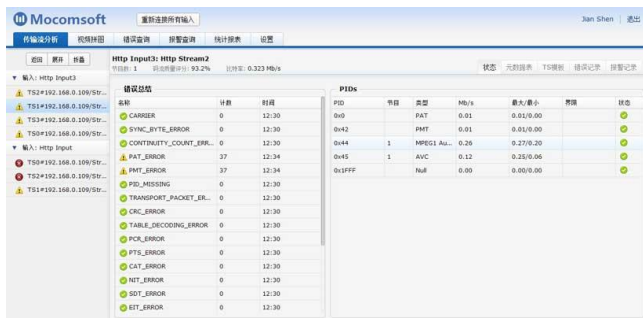 Mocomsoft
重新连接所有输入
Jian Shen
退出
传输流分析 视频拼图 错误查询 报警查询 统计报表 设置
返回 展开 折叠
输入: Http Input3
TS2#192.168.0.109/Str...
TS1#192.168.0.109/Str...
TS3#192.168.0.109/Str...
TS0#192.168.0.109/Str...
输入: Http Input
TS0#192.168.0.109/Str...
TS2#192.168.0.109/Str...
TS1#192.168.0.109/Str...
Http Input3: Http Stream2
节目数: 1 码流质量评分: 93.2% 比特率: 0.323 Mb/s
状态 元数据表 TS模板 错误记录 报警记录
错误总结
名称 计数 时间
CARRIER 0 12:30
SYNC_BYTE_ERROR 0 12:30
CONTINUITY_COUNT_ERR... 0 12:30
PAT_ERROR 37 12:34
PMT_ERROR 37 12:34
PID_MISSING 0 12:30
TRANSPORT_PACKET_ER... 0 12:30
CRC_ERROR 0 12:30
TABLE_DECODING_ERROR 0 12:30
PCR_ERROR 0 12:30
PTS_ERROR 0 12:30
CAT_ERROR 0 12:30
NIT_ERROR 0 12:30
SDT_ERROR 0 12:30
EIT_ERROR 0 12:30
PIDs
PID 节目 类型 Mb/s 最大/最小 界限 状态
0x0 PAT 0.01 0.01/0.00
0x42 PMT 0.01 0.01/0.00
0x44 1 MPEG1 Au... 0.26 0.27/0.20
0x45 1 AVC 0.12 0.25/0.06
0x1FFF Null 0.00 0.00/0.00